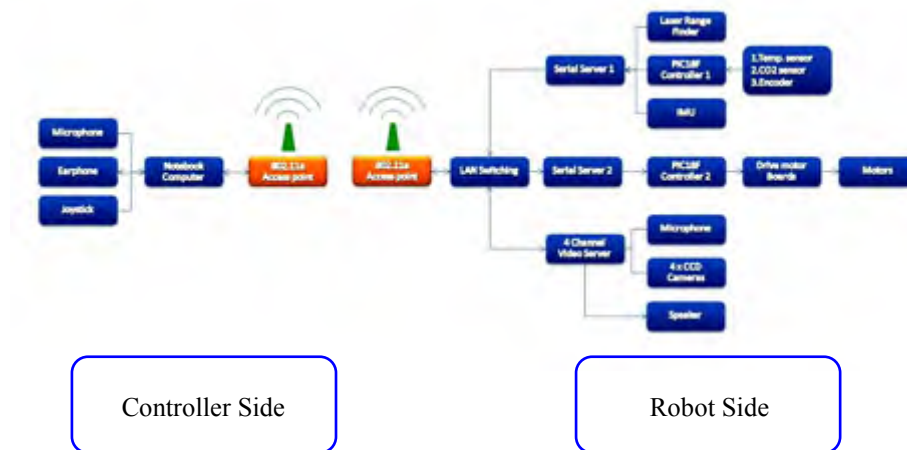 Laser Range
Finder
Serial Server 1
PIC18F
Controller 1
1.Temp. sensor
2.CO2 sensor
3.Encoder
IMU
Microphone
Earphone
Joystick
Notebook
Computer
802.11a
Access point
802.11a
Access point
LAN Switching
Serial Server 2
PIC18F
Controller 2
Drive motor
Boards
Motors
4 Channel
Video Server
Microphone
4 x CCD
Cameras
Speaker
Controller Side
Robot Side